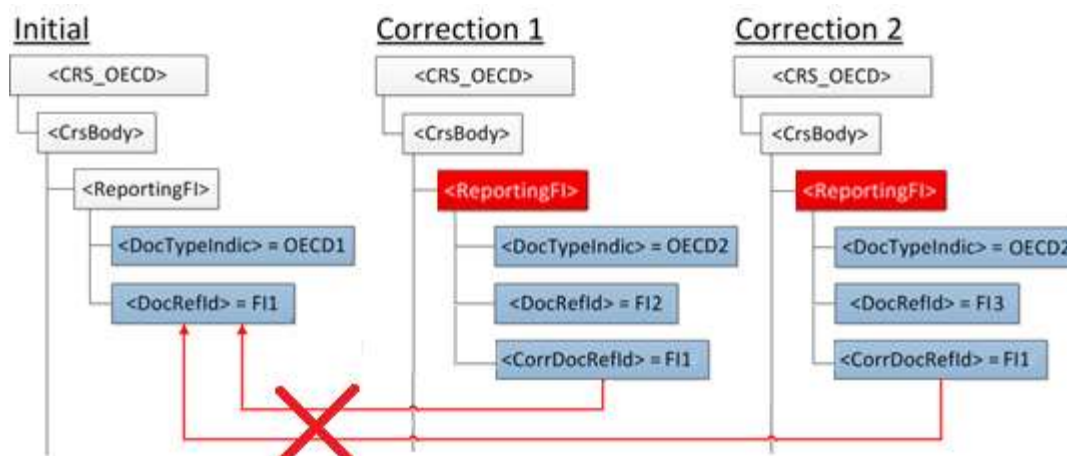 Initial
<CRS_OECD>
<CrsBody>
<ReportingFI>
<DocTypeIndic> = OECD1
<DocRefId> = FI1
Correction 1
<CRS_OECD>
<CrsBody>
<ReportingFI>
<DocTypeIndic> = OECD2
<DocRefId> = FI2
<CorrDocRefId> = FI1
Correction 2
<CRS_OECD>
<CrsBody>
<ReportingFI>
<DocTypeIndic> = OECD2
<DocRefId> = FI3
<CorrDocRefId> = FI1